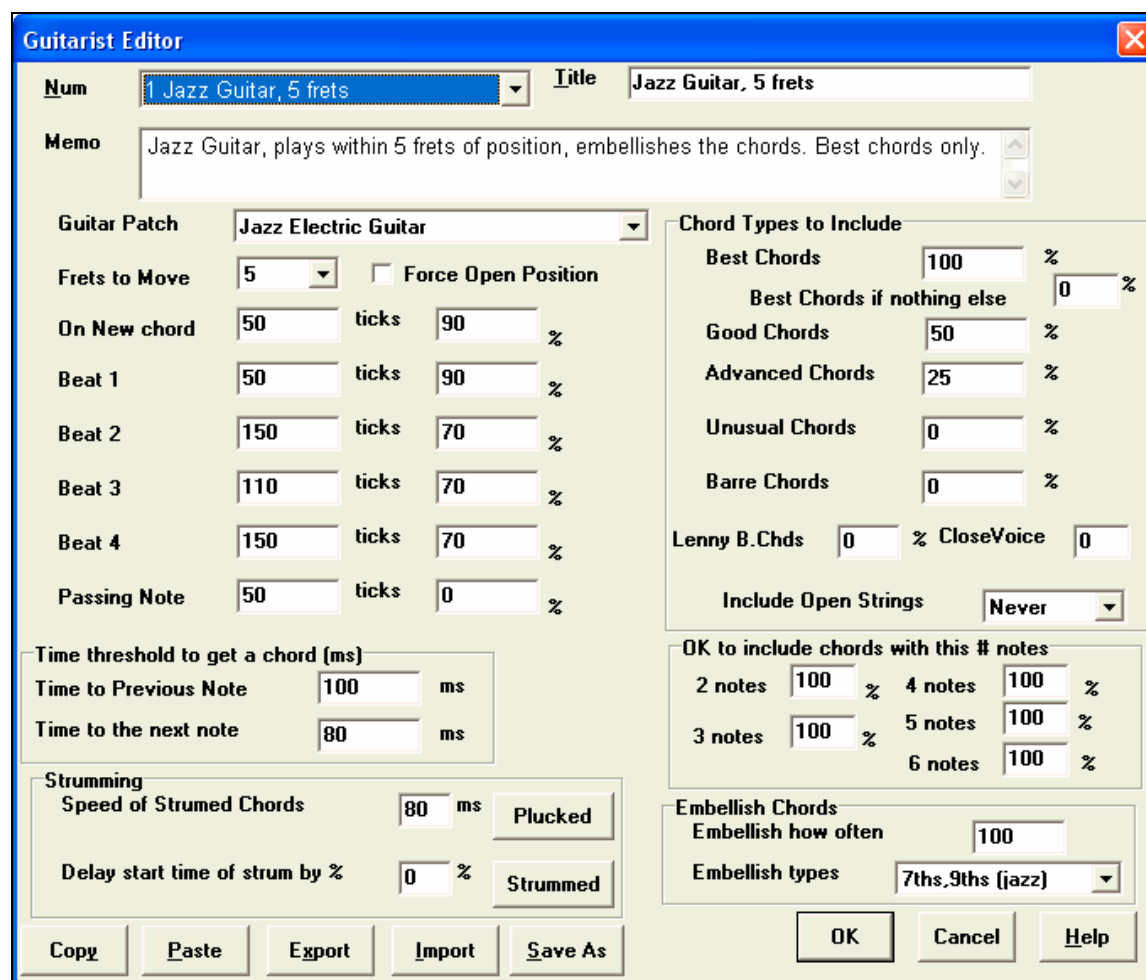 Guitarist Editor
Num 1 Jazz Guitar, 5 frets Title Jazz Guitar, 5 frets
Memo Jazz Guitar, plays within 5 frets of position, embellishes the chords. Best chords only.
Guitar Patch Jazz Electric Guitar
Frets to Move 5 Force Open Position
On New chord 50 ticks 90 %
Beat 1 50 ticks 90 %
Beat 2 150 ticks 70 %
Beat 3 110 ticks 70 %
Beat 4 150 ticks 70 %
Passing Note 50 ticks 0 %
Chord Types to Include
Best Chords 100 %
Best Chords if nothing else 0 %
Good Chords 50 %
Advanced Chords 25 %
Unusual Chords 0 %
Barre Chords 0 %
Lenny B.Chds 0 % CloseVoice 0
Include Open Strings Never
Time threshold to get a chord (ms)
Time to Previous Note 100 ms
Time to the next note 80 ms
OK to include chords with this # notes
2 notes 100 % 4 notes 100 %
3 notes 100 % 5 notes 100 %
6 notes 100 %
Strumming
Speed of Strumed Chords 80 ms Plucked
Delay start time of strum by % 0 % Strummed
Embellish Chords
Embellish how often 100
Embellish types 7ths,9ths (jazz)
Copy Paste Export Import Save As OK Cancel Help